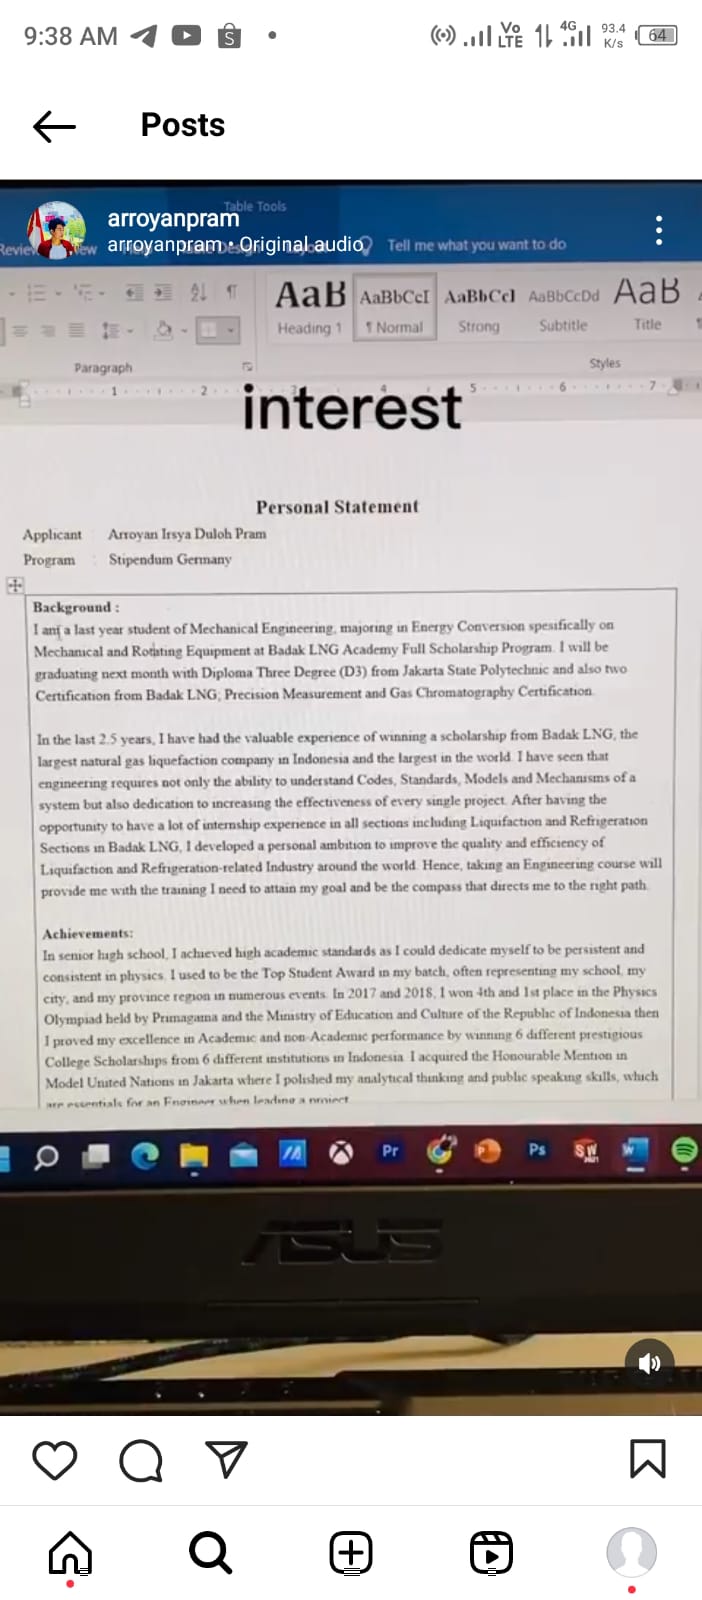 9:38 AM
Vo LTE 4G 93.4 K/s 64
Posts
Table Tools
arroyanpram
arroyanpram • Original audio
Review View Tell me what you want to do
AaB AaBbCcI AaBbCcI AaBbCcDd AaB
Heading 1 ¶ Normal Strong Subtitle Title
Paragraph Styles
1 2 3 4 5 6 7
interest
Personal Statement
Applicant Arroyan Irsya Duloh Pram
Program : Stipendum Germany
Background :
I am a last year student of Mechanical Engineering, majoring in Energy Conversion spesifically on
Mechanical and Rotating Equipment at Badak LNG Academy Full Scholarship Program. I will be
graduating next month with Diploma Three Degree (D3) from Jakarta State Polytechnic and also two
Certification from Badak LNG; Precision Measurement and Gas Chromatography Certification.
In the last 2.5 years, I have had the valuable experience of winning a scholarship from Badak LNG, the
largest natural gas liquefaction company in Indonesia and the largest in the world. I have seen that
engineering requires not only the ability to understand Codes, Standards, Models and Mechanisms of a
system but also dedication to increasing the effectiveness of every single project. After having the
opportunity to have a lot of internship experience in all sections including Liquifaction and Refrigeration
Sections in Badak LNG, I developed a personal ambition to improve the quality and efficiency of
Liquifaction and Refrigeration-related Industry around the world. Hence, taking an Engineering course will
provide me with the training I need to attain my goal and be the compass that directs me to the right path.
Achievements:
In senior high school, I achieved high academic standards as I could dedicate myself to be persistent and
consistent in physics. I used to be the Top Student Award in my batch, often representing my school, my
city, and my province region in numerous events. In 2017 and 2018, I won 4th and 1st place in the Physics
Olympiad held by Primagama and the Ministry of Education and Culture of the Republic of Indonesia then
I proved my excellence in Academic and non-Academic performance by winning 6 different prestigious
College Scholarships from 6 different institutions in Indonesia. I acquired the Honourable Mention in
Model United Nations in Jakarta where I polished my analytical thinking and public speaking skills, which
are essentials for an Engineer when leading a project
Pr P Ps SW W
ASUS